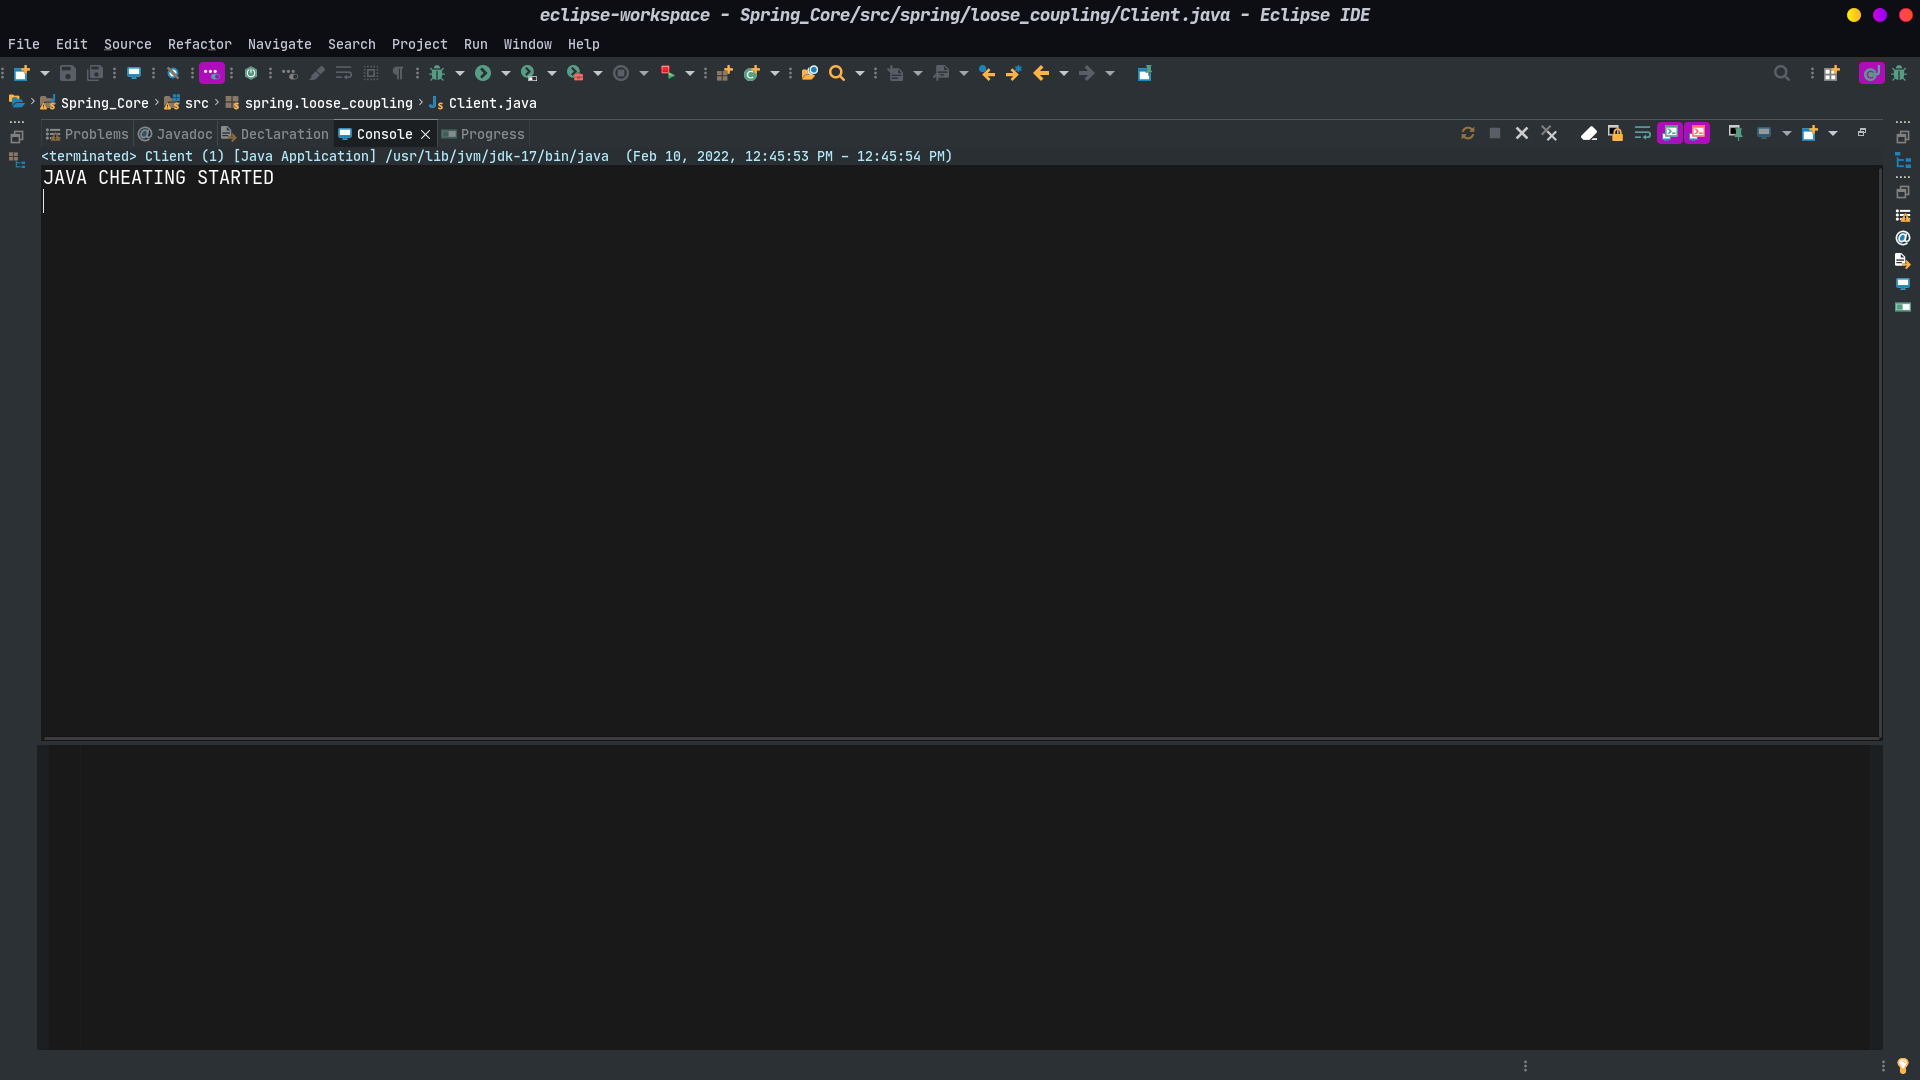 eclipse-workspace - Spring_Core/src/spring/loose_coupling/Client.java - Eclipse IDE
File Edit Source Refactor Navigate Search Project Run Window Help
Spring_Core › src › spring.loose_coupling › Client.java
Problems Javadoc Declaration Console Progress
<terminated> Client (1) [Java Application] /usr/lib/jvm/jdk-17/bin/java (Feb 10, 2022, 12:45:53 PM – 12:45:54 PM)
JAVA CHEATING STARTED